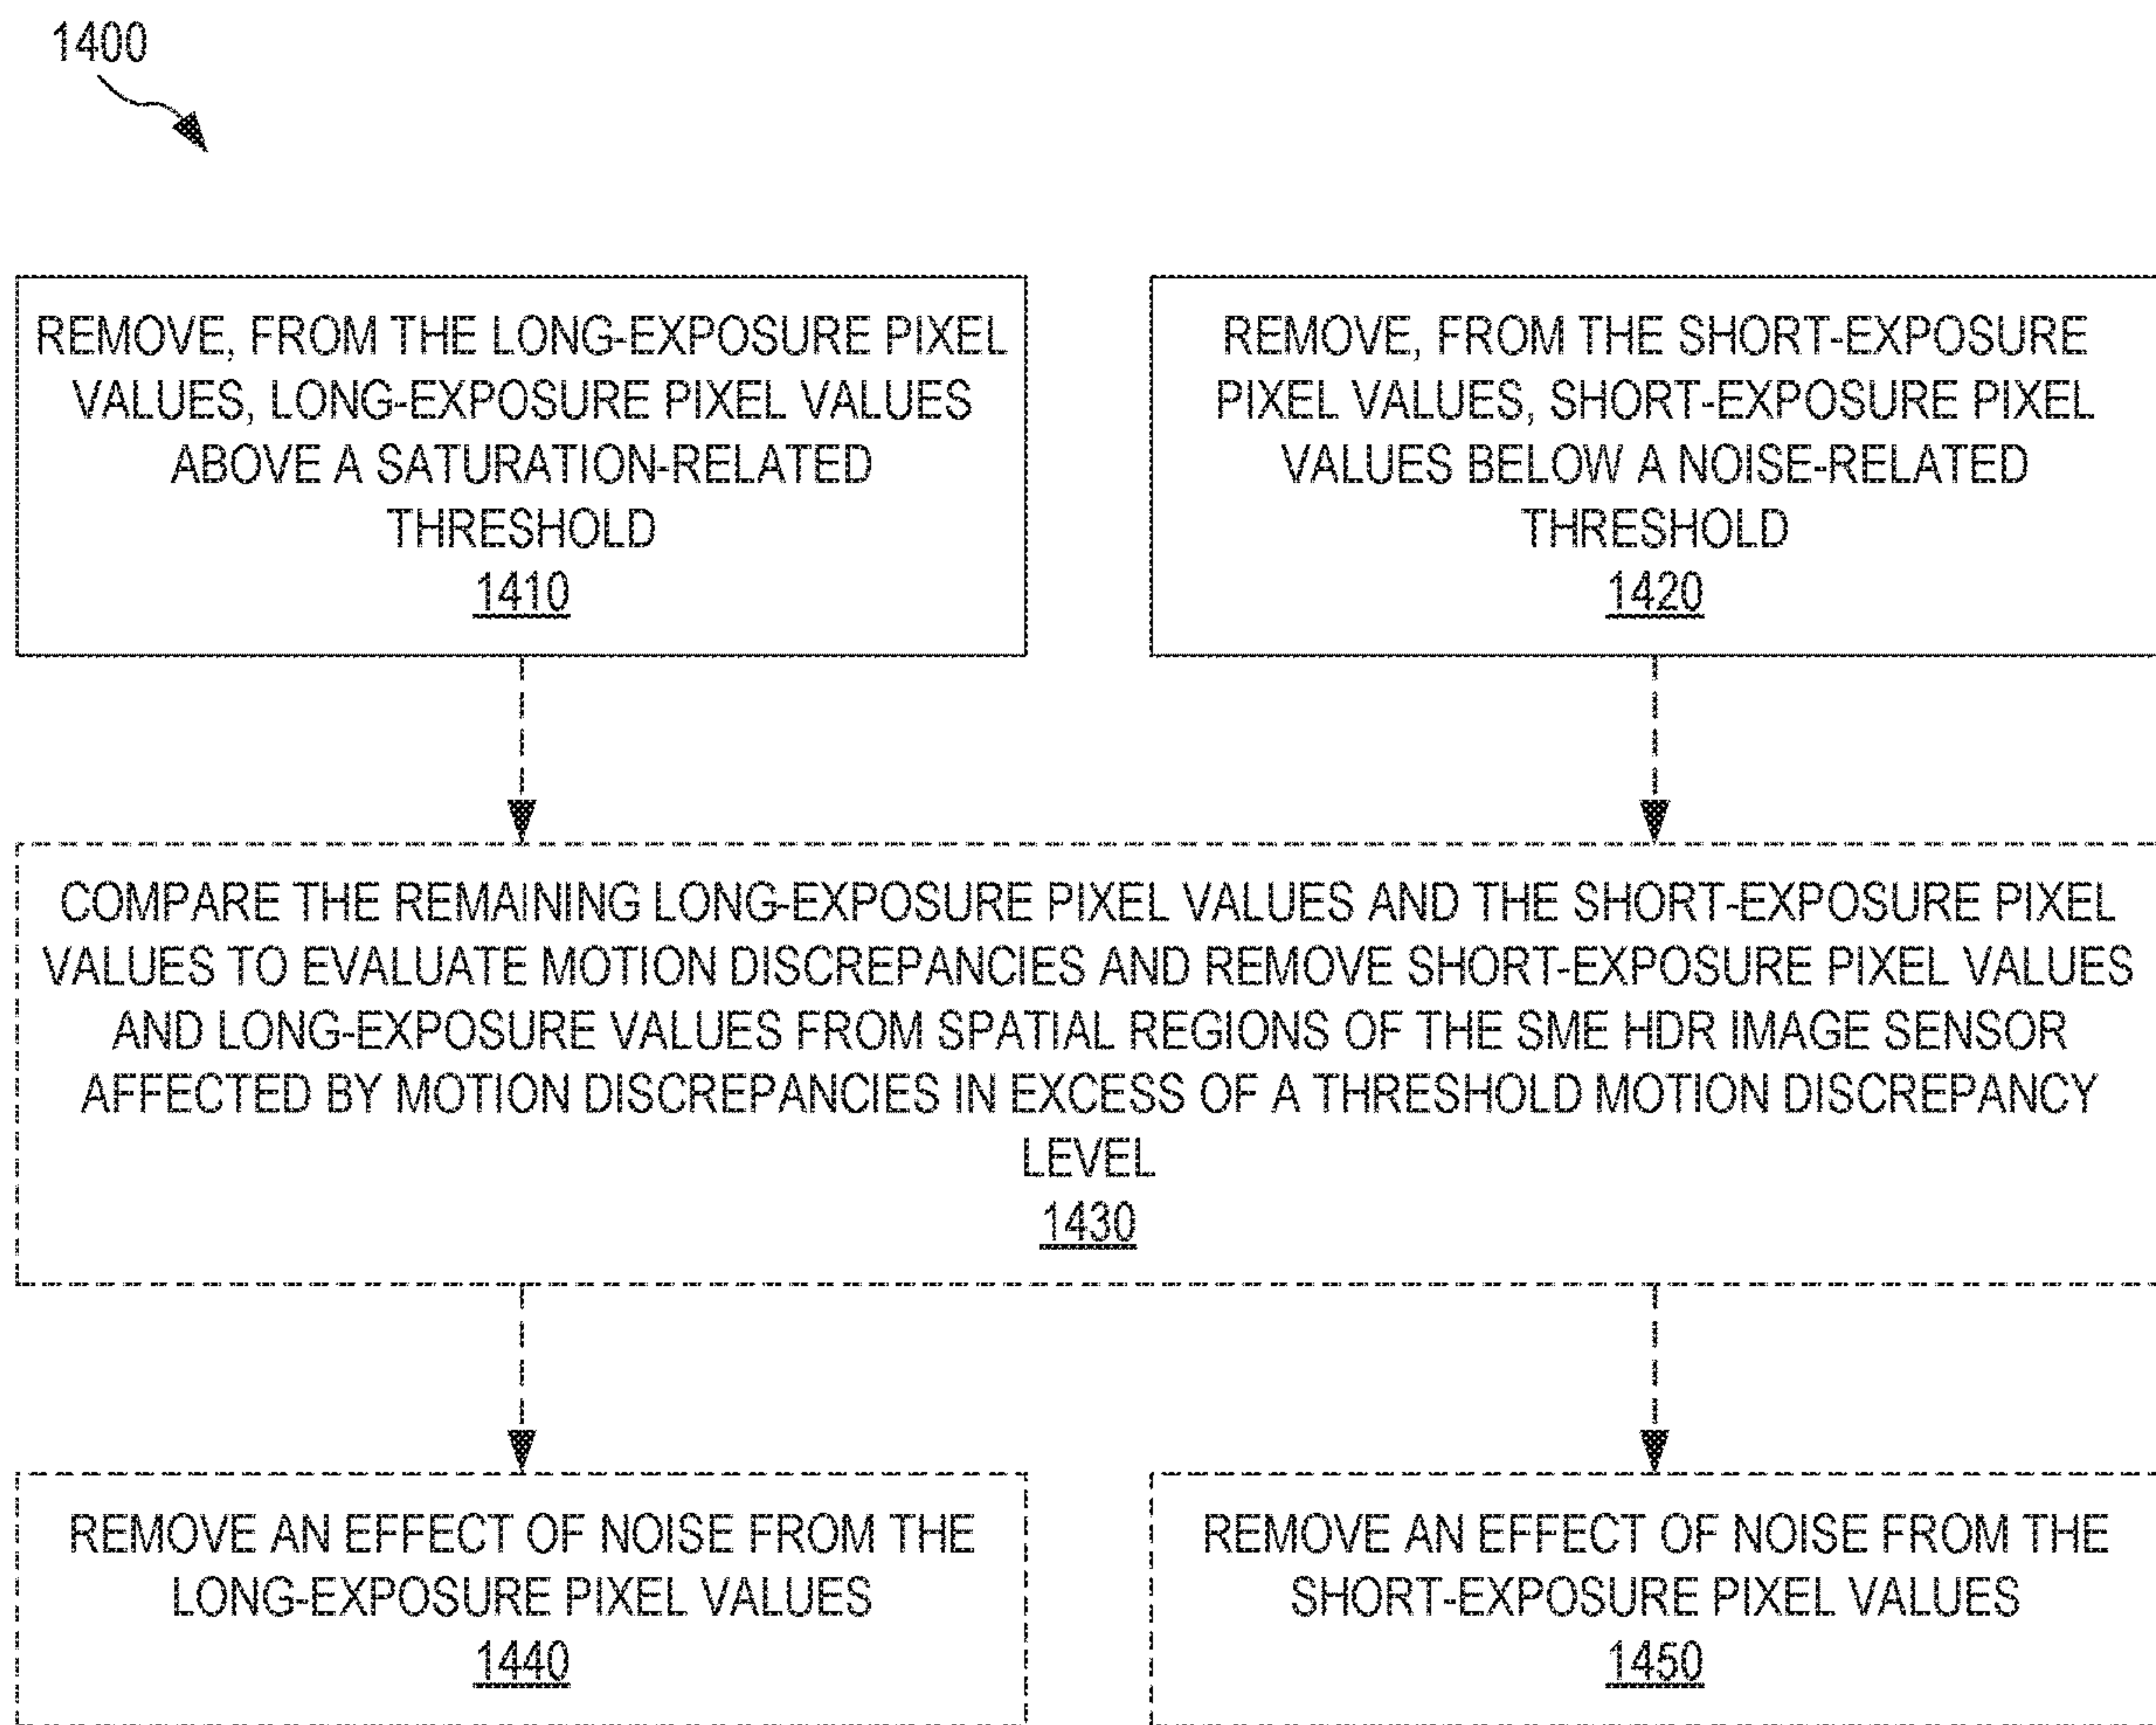 1400
REMOVE, FROM THE LONG-EXPOSURE PIXEL
VALUES, LONG-EXPOSURE PIXEL VALUES
ABOVE A SATURATION-RELATED
THRESHOLD
1410
REMOVE, FROM THE SHORT-EXPOSURE
PIXEL VALUES, SHORT-EXPOSURE PIXEL
VALUES BELOW A NOISE-RELATED
THRESHOLD
1420
COMPARE THE REMAINING LONG-EXPOSURE PIXEL VALUES AND THE SHORT-EXPOSURE PIXEL
VALUES TO EVALUATE MOTION DISCREPANCIES AND REMOVE SHORT-EXPOSURE PIXEL VALUES
AND LONG-EXPOSURE VALUES FROM SPATIAL REGIONS OF THE SME HDR IMAGE SENSOR
AFFECTED BY MOTION DISCREPANCIES IN EXCESS OF A THRESHOLD MOTION DISCREPANCY
LEVEL
1430
REMOVE AN EFFECT OF NOISE FROM THE
LONG-EXPOSURE PIXEL VALUES
1440
REMOVE AN EFFECT OF NOISE FROM THE
SHORT-EXPOSURE PIXEL VALUES
1450